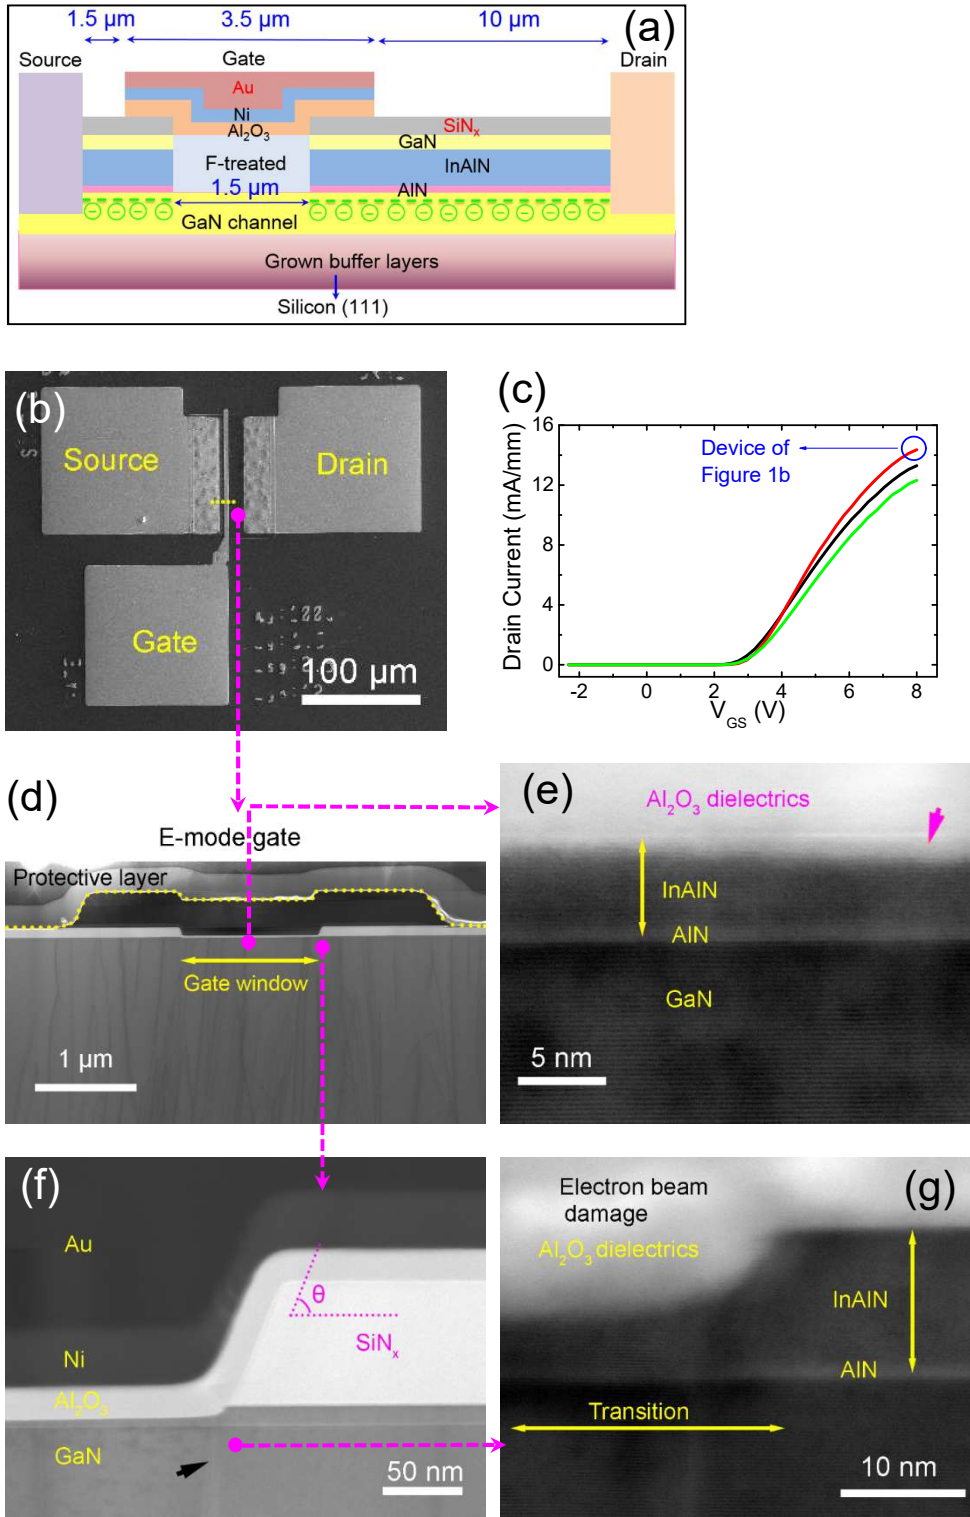 1.5 µm
3.5 µm
10 µm
(a)
Source
Gate
Drain
Au
Ni
Al₂O₃
SiNₓ
GaN
F-treated
InAlN
1.5 µm
AlN
GaN channel
Grown buffer layers
Silicon (111)
(b)
Source
Drain
Gate
100 µm
(c)
16
12
8
4
0
-2
0
2
4
6
8
Drain Current (mA/mm)
V_GS (V)
Device of
Figure 1b
(d)
E-mode gate
Protective layer
Gate window
1 µm
(e)
Al₂O₃ dielectrics
InAlN
AlN
GaN
5 nm
(f)
Au
θ
SiNₓ
Ni
Al₂O₃
GaN
50 nm
(g)
Electron beam
damage
Al₂O₃ dielectrics
InAlN
AlN
Transition
10 nm